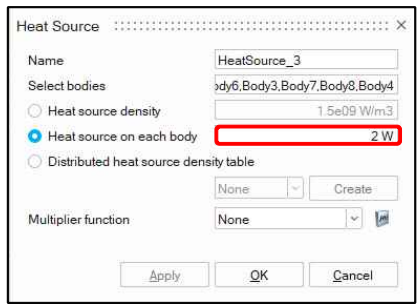 Heat Source
Name HeatSource_3
Select bodies ody6,Body3,Body7,Body8,Body4
Heat source density 1.5e09 W/m3
Heat source on each body 2 W
Distributed heat source density table
None Create
Multiplier function None
Apply OK Cancel